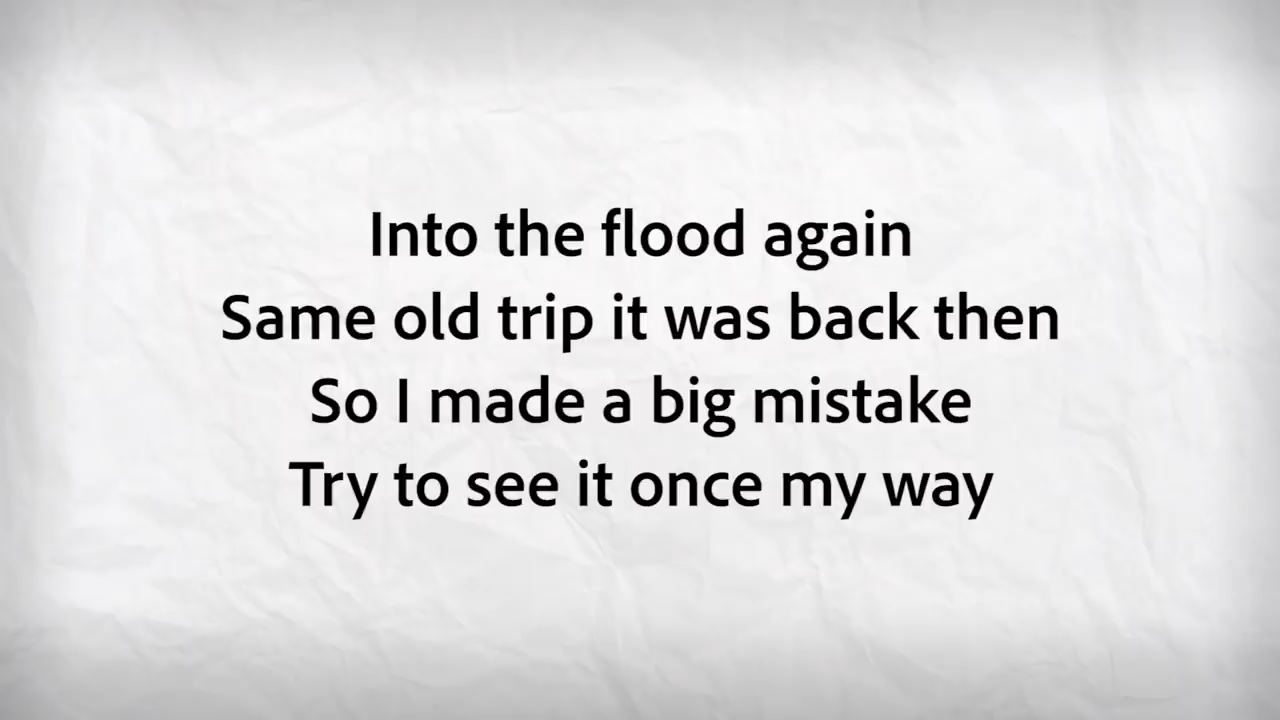 Into the flood again
Same old trip it was back then
So I made a big mistake
Try to see it once my way